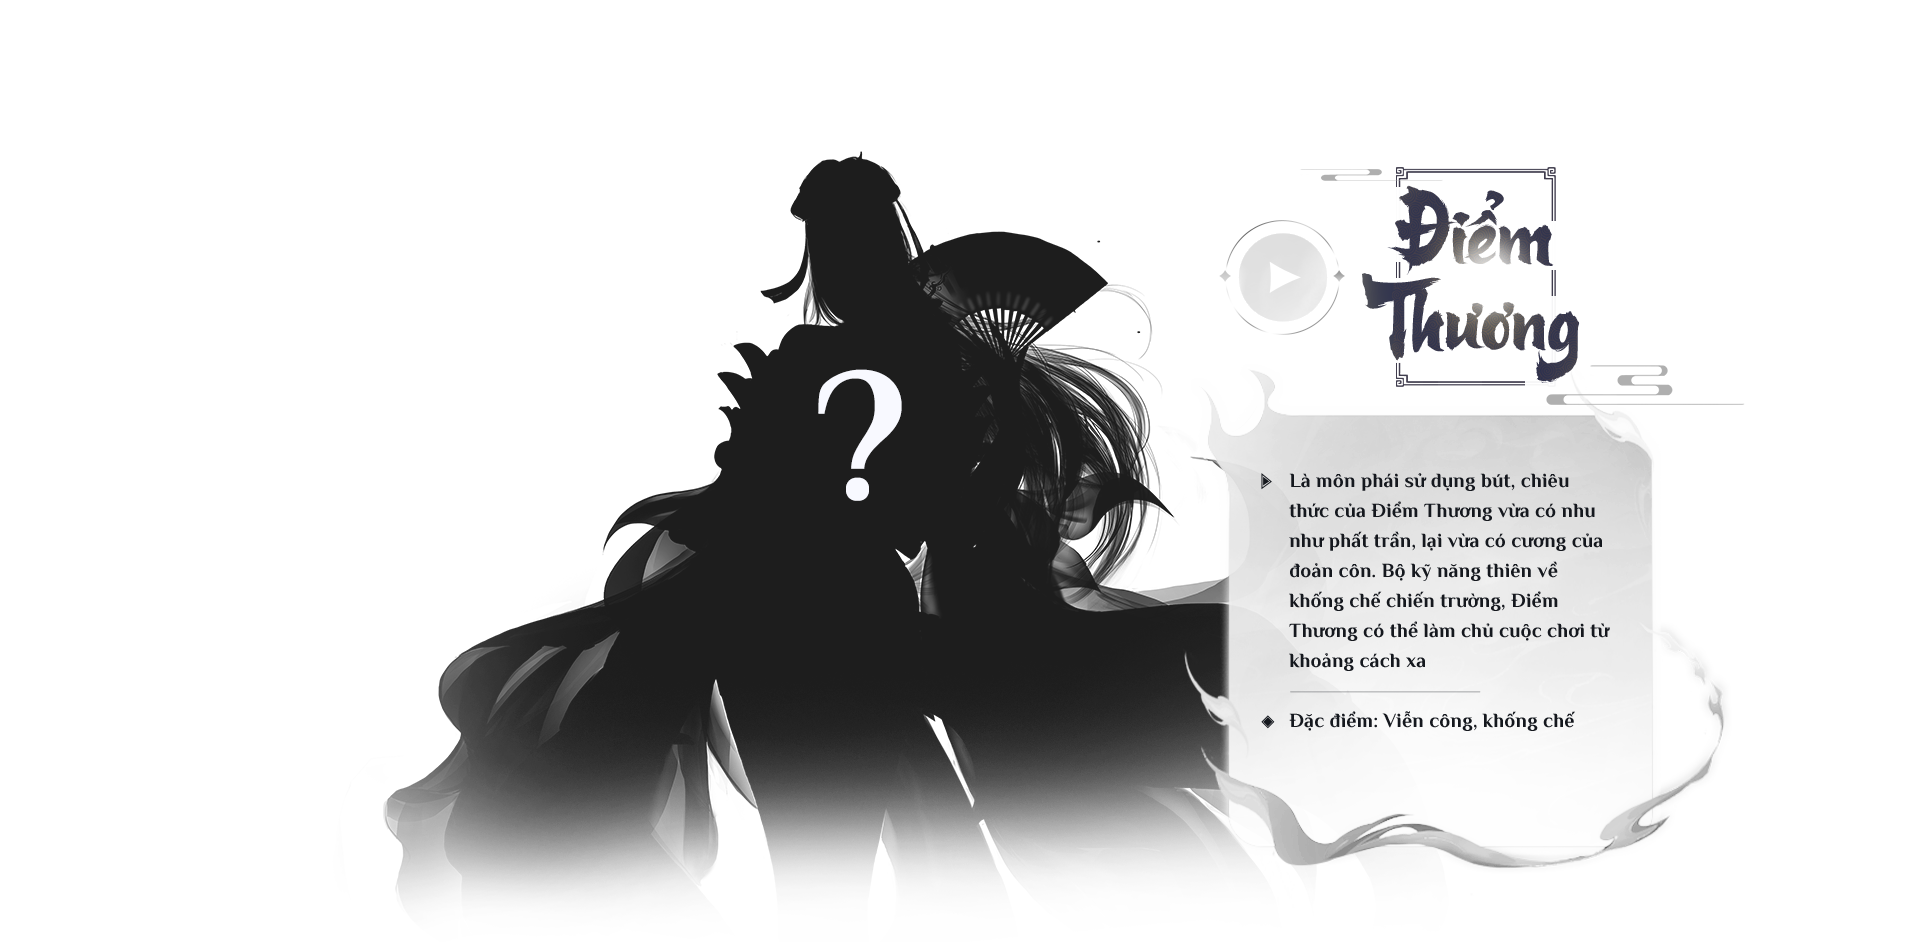 Điểm
Thương
?
Là môn phái sử dụng bút, chiêu
thức của Điểm Thương vừa có nhu
như phất trần, lại vừa có cương của
đoản côn. Bộ kỹ năng thiên về
khống chế chiến trường, Điểm
Thương có thể làm chủ cuộc chơi từ
khoảng cách xa
Đặc điểm: Viễn công, khống chế